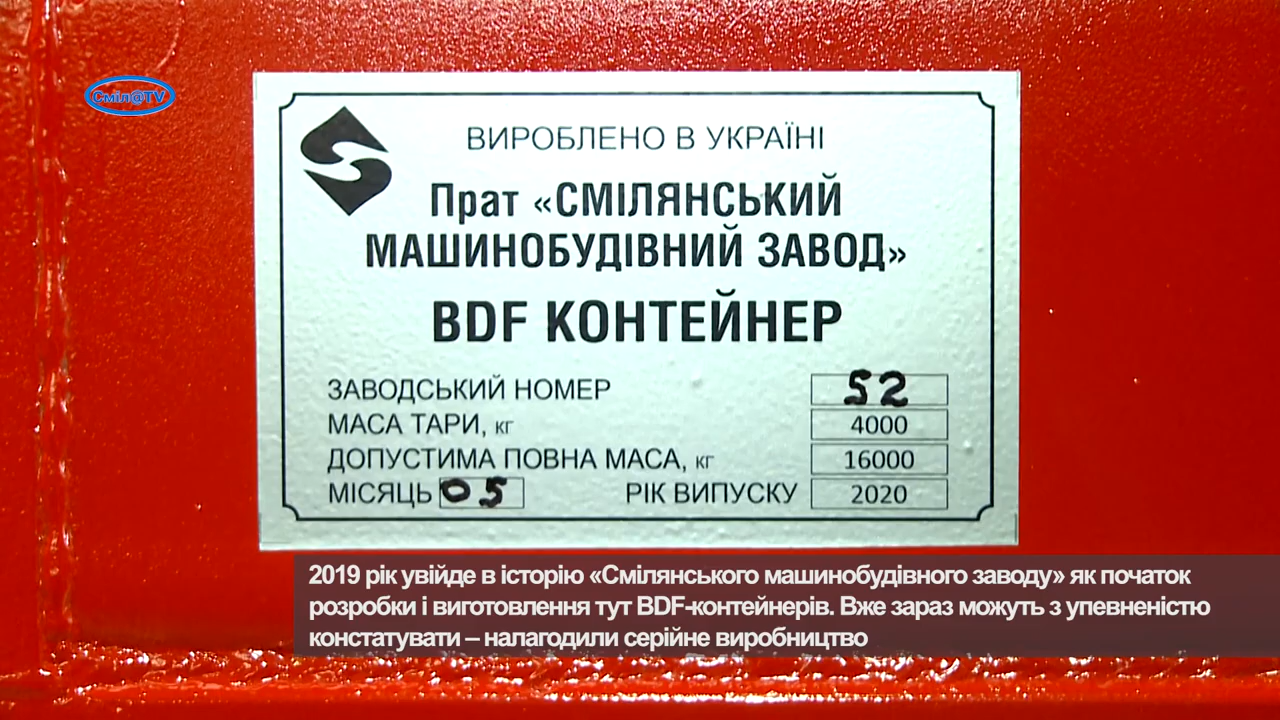 Сміл@TV
ВИРОБЛЕНО В УКРАЇНІ
Прат «СМІЛЯНСЬКИЙ
МАШИНОБУДІВНИЙ ЗАВОД»
BDF КОНТЕЙНЕР
ЗАВОДСЬКИЙ НОМЕР 52
МАСА ТАРИ, кг 4000
ДОПУСТИМА ПОВНА МАСА, кг 16000
МІСЯЦЬ 05 РІК ВИПУСКУ 2020
2019 рік увійде в історію «Смілянського машинобудівного заводу» як початок
розробки і виготовлення тут BDF-контейнерів. Вже зараз можуть з упевненістю
констатувати – налагодили серійне виробництво